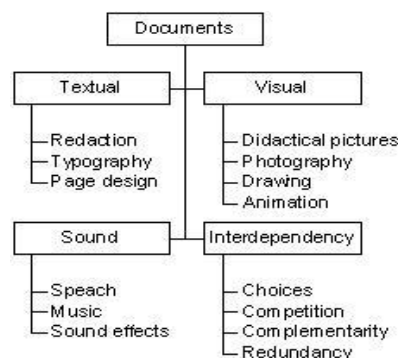 Documents
Textual
Visual
Redaction
Typography
Page design
Didactical pictures
Photography
Drawing
Animation
Sound
Interdependency
Speach
Music
Sound effects
Choices
Competition
Complementarity
Redundancy